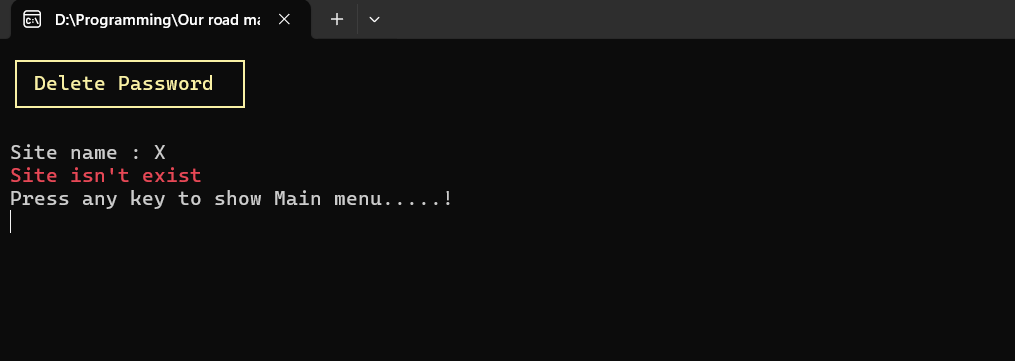 D:\Programming\Our road ma
Delete Password
Site name : X
Site isn't exist
Press any key to show Main menu.....!